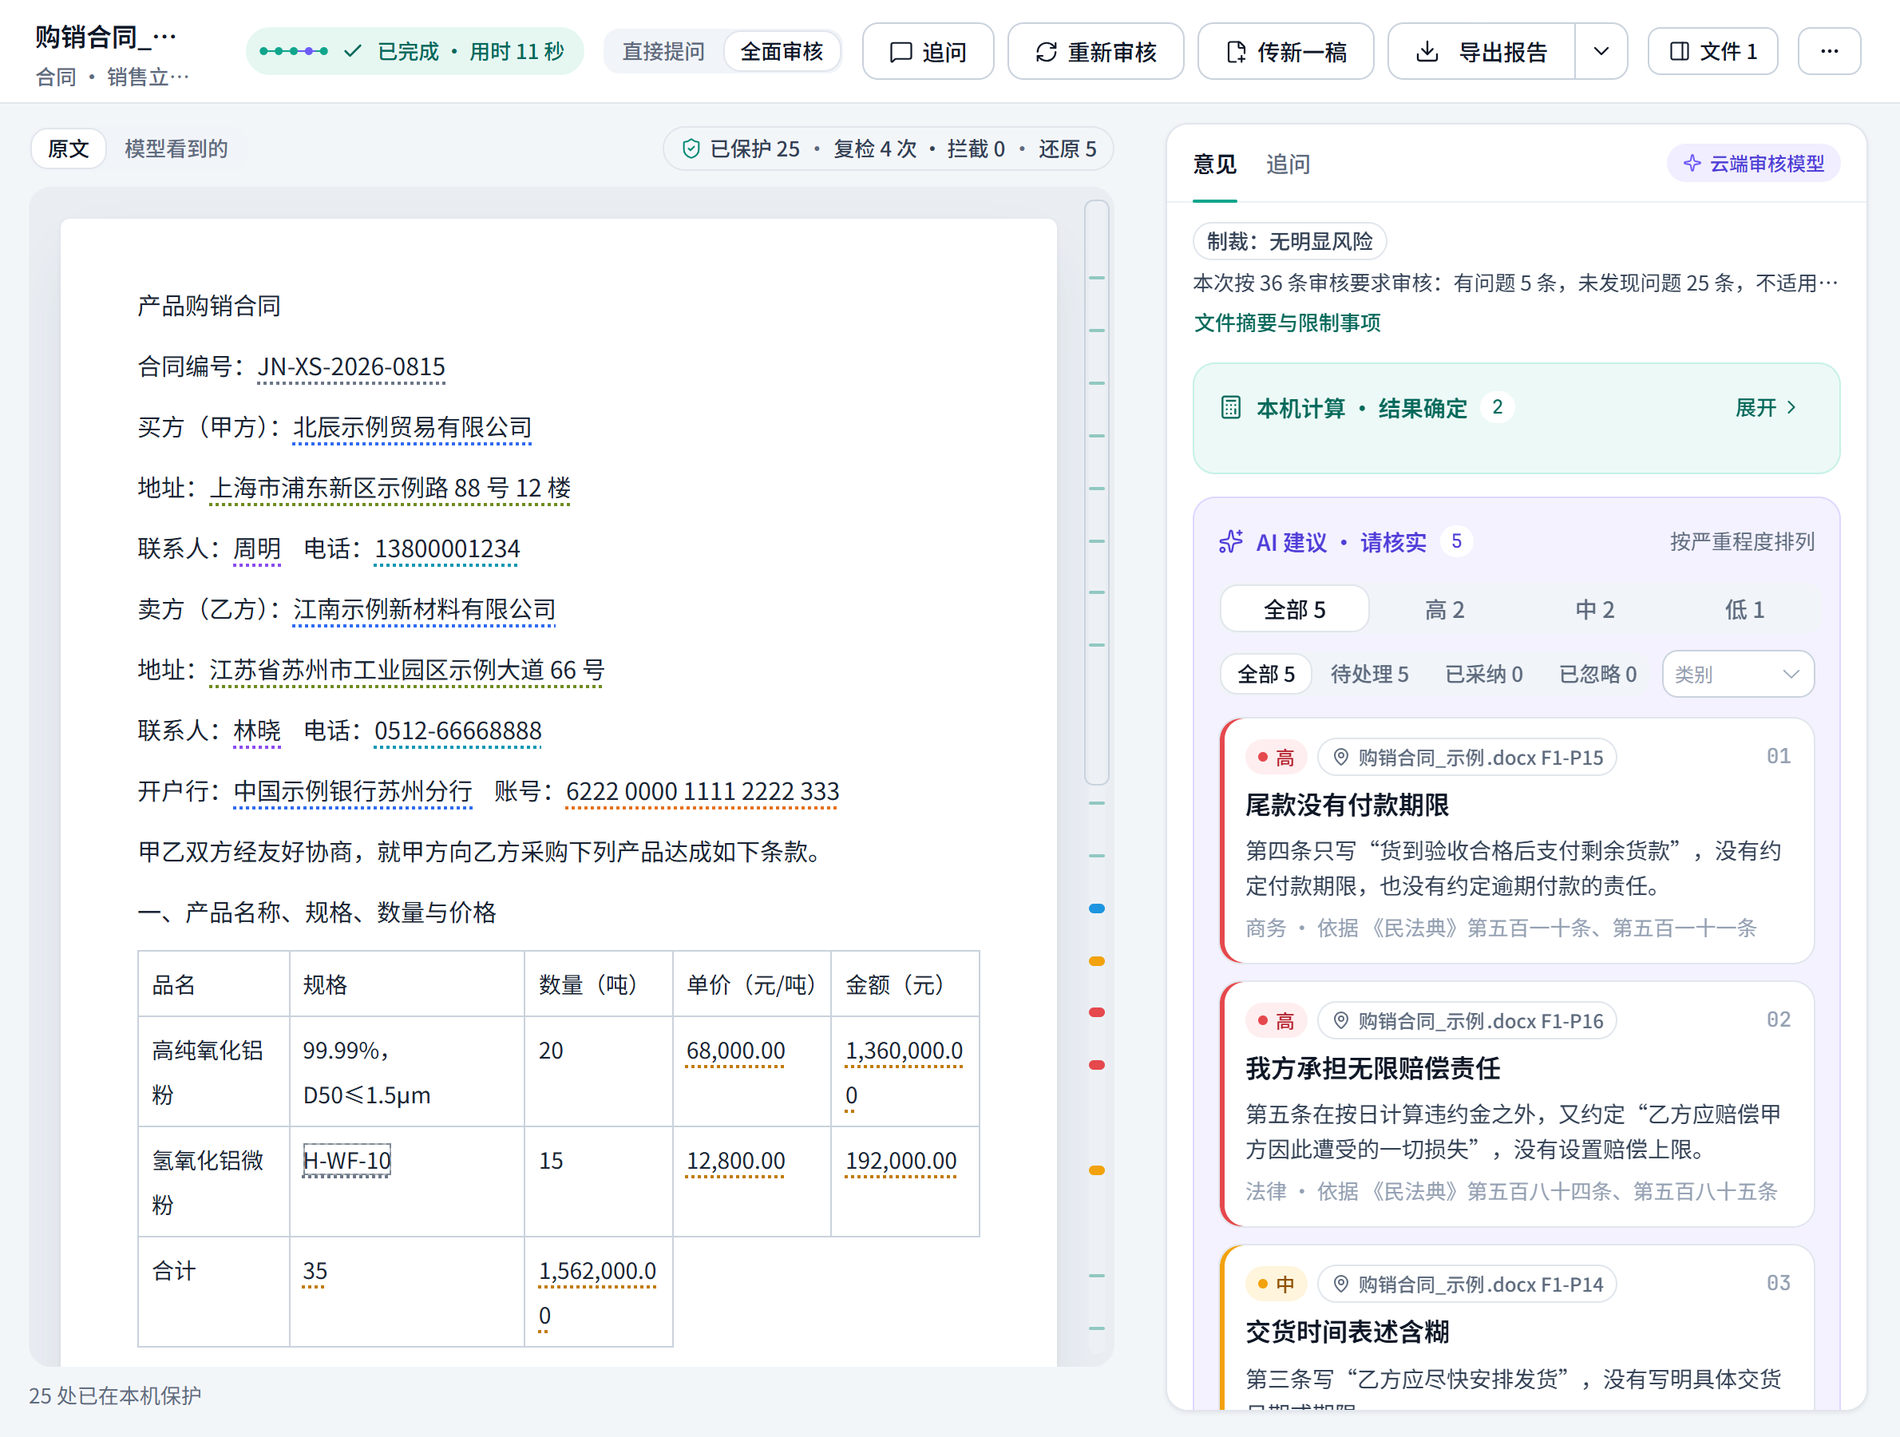 购销合同_…
合同 • 销售立…
已完成 • 用时 11 秒
直接提问
全面审核
追问
重新审核
传新一稿
导出报告
文件 1
…
原文
模型看到的
已保护 25 • 复检 4 次 • 拦截 0 • 还原 5
产品购销合同
合同编号：JN-XS-2026-0815
买方（甲方）：北辰示例贸易有限公司
地址：上海市浦东新区示例路 88 号 12 楼
联系人：周明 电话：13800001234
卖方（乙方）：江南示例新材料有限公司
地址：江苏省苏州市工业园区示例大道 66 号
联系人：林晓 电话：0512-66668888
开户行：中国示例银行苏州分行 账号：6222 0000 1111 2222 333
甲乙双方经友好协商，就甲方向乙方采购下列产品达成如下条款。
一、产品名称、规格、数量与价格
品名 规格 数量（吨） 单价（元/吨） 金额（元）
高纯氧化铝 99.99%， 20 68,000.00 1,360,000.0
粉 D50≤1.5μm 0
氢氧化铝微 H-WF-10 15 12,800.00 192,000.00
粉
合计 35 1,562,000.0
0
25 处已在本机保护
意见
追问
云端审核模型
制裁：无明显风险
本次按 36 条审核要求审核：有问题 5 条，未发现问题 25 条，不适用…
文件摘要与限制事项
本机计算 • 结果确定 2
展开
AI 建议 • 请核实 5
按严重程度排列
全部 5 高 2 中 2 低 1
全部 5 待处理 5 已采纳 0 已忽略 0 类别
高 购销合同_示例.docx F1-P15 01
尾款没有付款期限
第四条只写“货到验收合格后支付剩余货款”，没有约
定付款期限，也没有约定逾期付款的责任。
商务 • 依据《民法典》第五百一十条、第五百一十一条
高 购销合同_示例.docx F1-P16 02
我方承担无限赔偿责任
第五条在按日计算违约金之外，又约定“乙方应赔偿甲
方因此遭受的一切损失”，没有设置赔偿上限。
法律 • 依据《民法典》第五百八十四条、第五百八十五条
中 购销合同_示例.docx F1-P14 03
交货时间表述含糊
第三条写“乙方应尽快安排发货”，没有写明具体交货